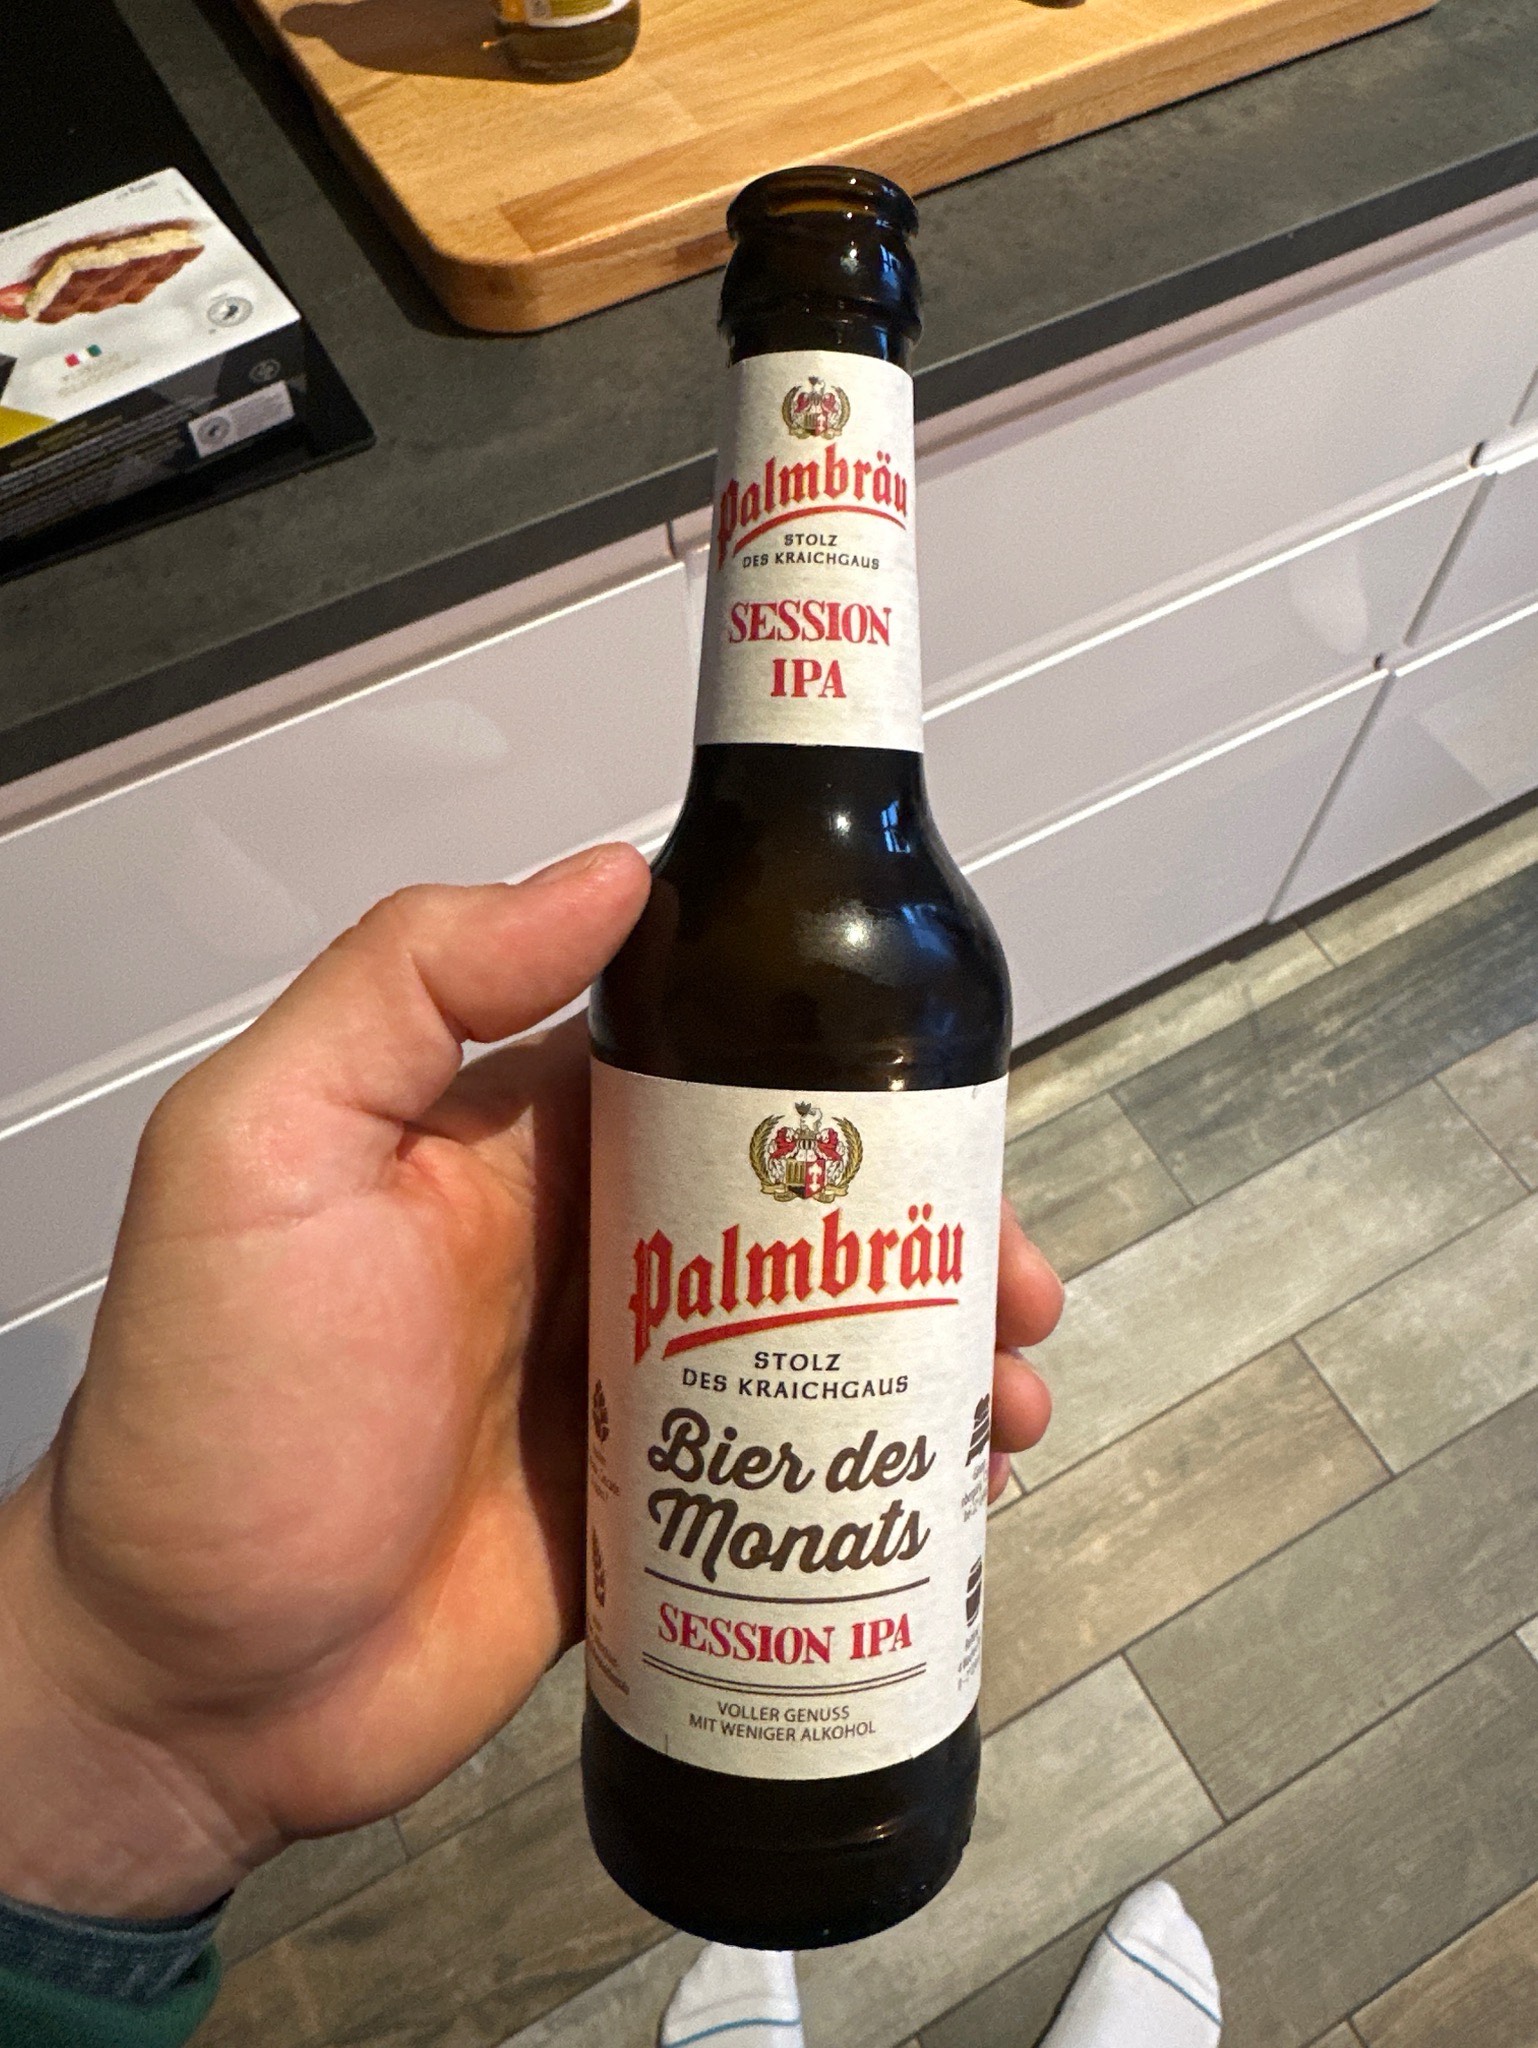 Palmbräu
STOLZ
DES KRAICHGAUS
SESSION
IPA
Palmbräu
STOLZ
DES KRAICHGAUS
Bier des
Monats
SESSION IPA
VOLLER GENUSS
MIT WENIGER ALKOHOL